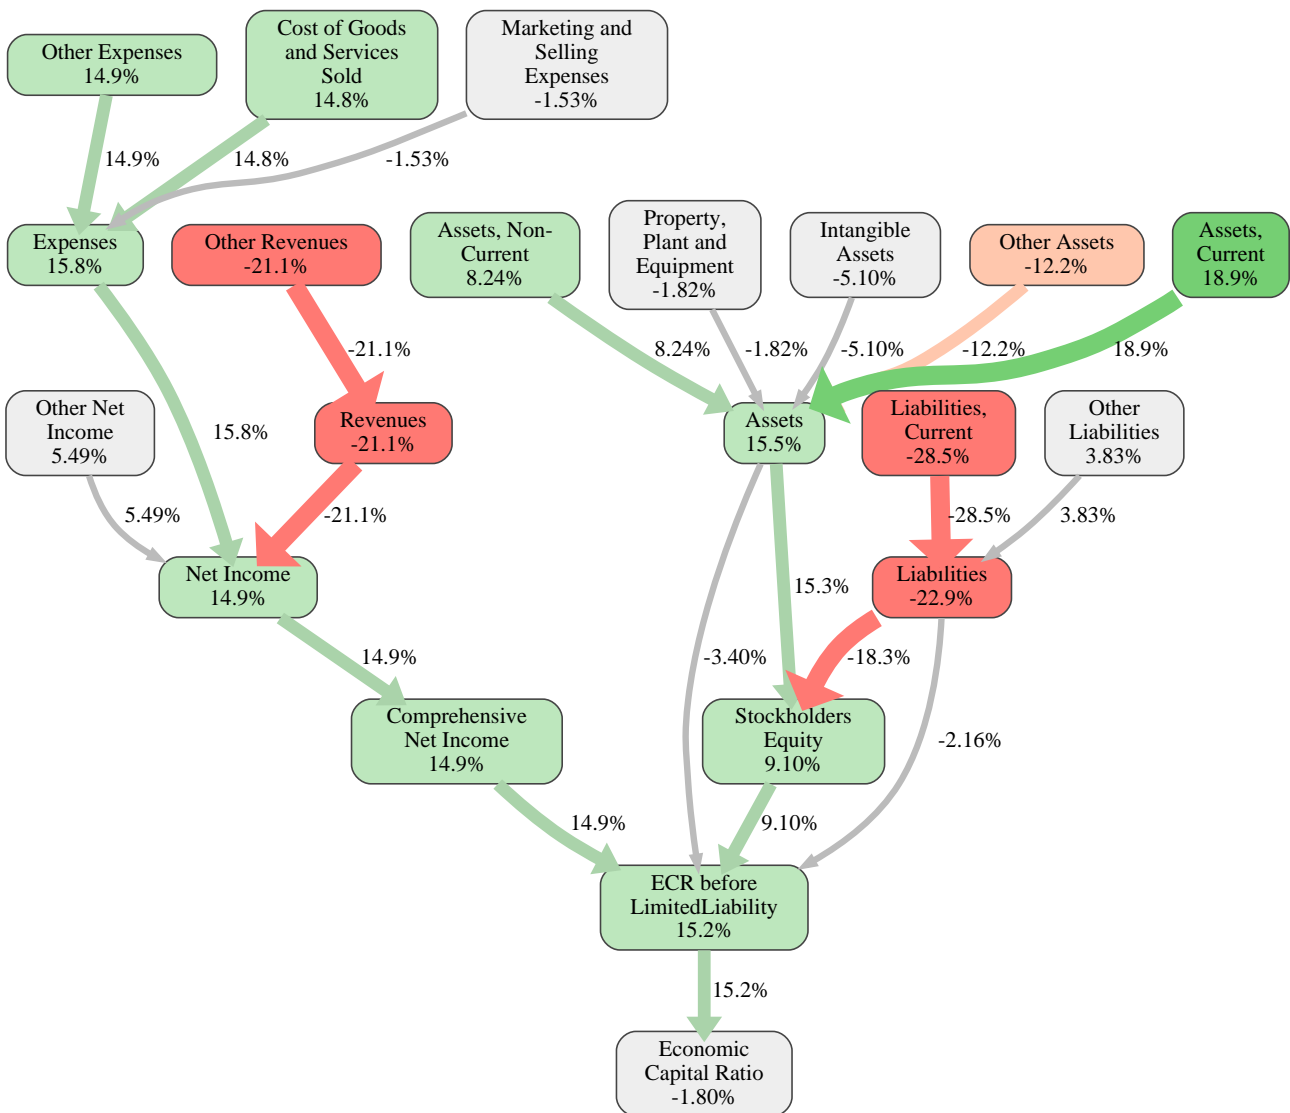 Other Expenses
14.9%
Cost of Goods
and Services
Sold
14.8%
Marketing and
Selling
Expenses
-1.53%
14.9%
14.8%
-1.53%
Expenses
15.8%
Other Revenues
-21.1%
Assets, Non-
Current
8.24%
Property,
Plant and
Equipment
-1.82%
Intangible
Assets
-5.10%
Other Assets
-12.2%
Assets,
Current
18.9%
-21.1%
8.24%
-1.82%
-5.10%
-12.2%
18.9%
Other Net
Income
5.49%
15.8%
Revenues
-21.1%
Assets
15.5%
Liabilities,
Current
-28.5%
Other
Liabilities
3.83%
5.49%
-21.1%
-28.5%
3.83%
Net Income
14.9%
15.3%
Liabilities
-22.9%
14.9%
-3.40%
-18.3%
Comprehensive
Net Income
14.9%
Stockholders
Equity
9.10%
-2.16%
14.9%
9.10%
ECR before
LimitedLiability
15.2%
15.2%
Economic
Capital Ratio
-1.80%